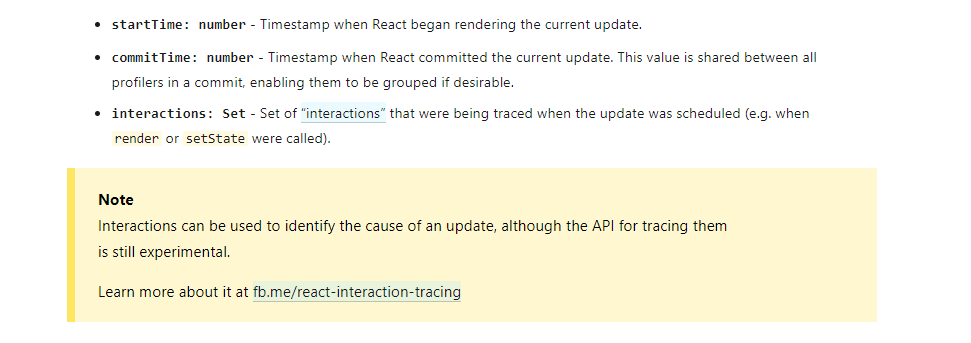 • startTime: number - Timestamp when React began rendering the current update.
• commitTime: number - Timestamp when React committed the current update. This value is shared between all
profilers in a commit, enabling them to be grouped if desirable.
• interactions: Set - Set of “interactions” that were being traced when the update was scheduled (e.g. when
render or setState were called).
Note
Interactions can be used to identify the cause of an update, although the API for tracing them
is still experimental.
Learn more about it at fb.me/react-interaction-tracing